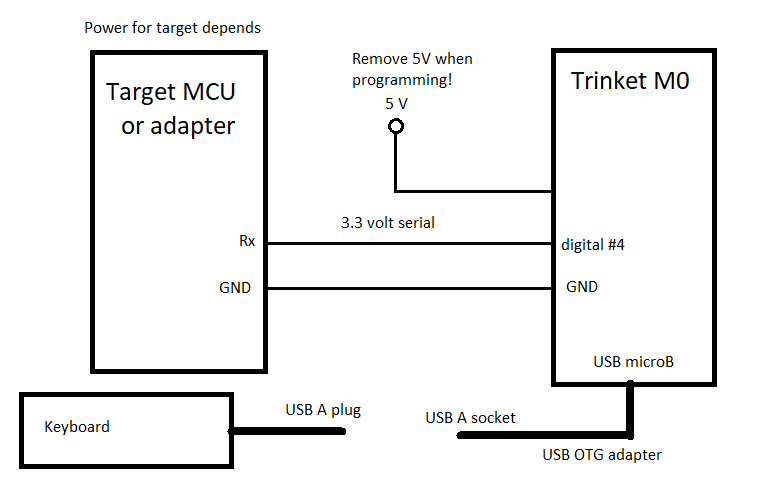 Power for target depends
Remove 5V when
programming!
5 V
Target MCU
or adapter
Trinket M0
3.3 volt serial
Rx
digital #4
GND
GND
USB microB
Keyboard
USB A plug
USB A socket
USB OTG adapter